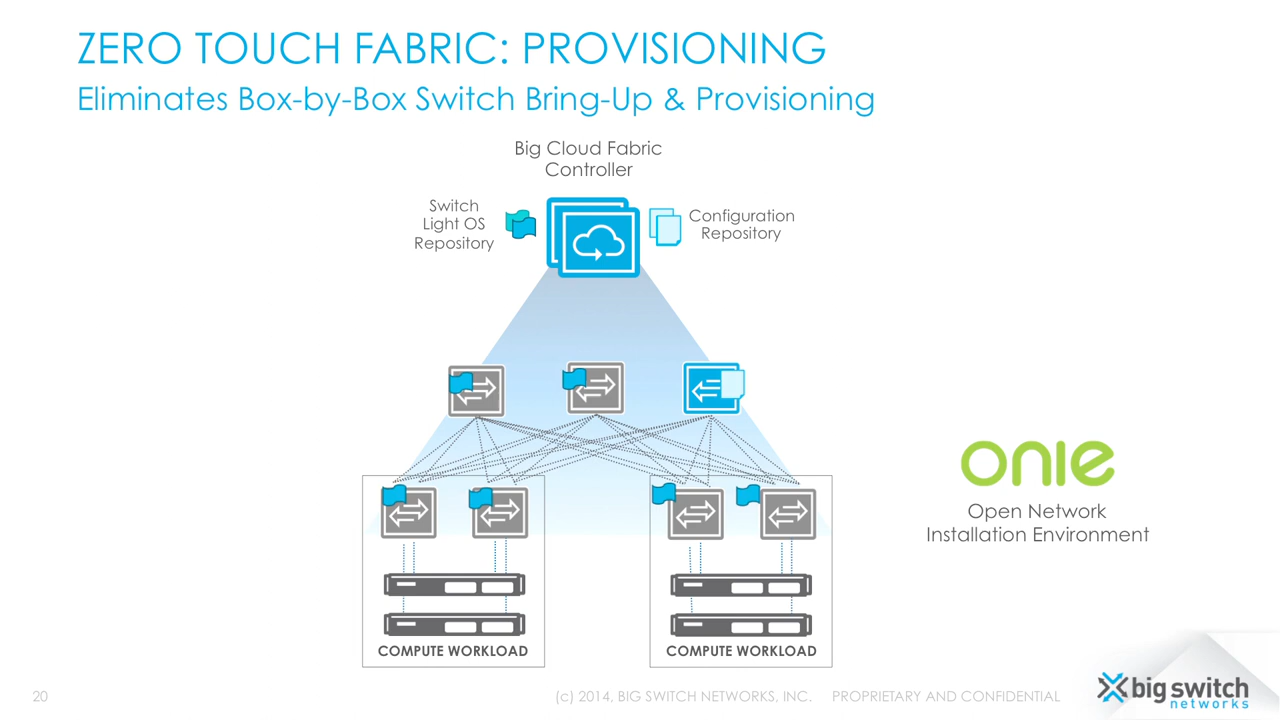 ZERO TOUCH FABRIC: PROVISIONING
Eliminates Box-by-Box Switch Bring-Up & Provisioning
Big Cloud Fabric
Controller
Switch
Light OS
Repository
Configuration
Repository
onie
Open Network
Installation Environment
COMPUTE WORKLOAD
COMPUTE WORKLOAD
20
(c) 2014, BIG SWITCH NETWORKS, INC. PROPRIETARY AND CONFIDENTIAL
big switch
networks